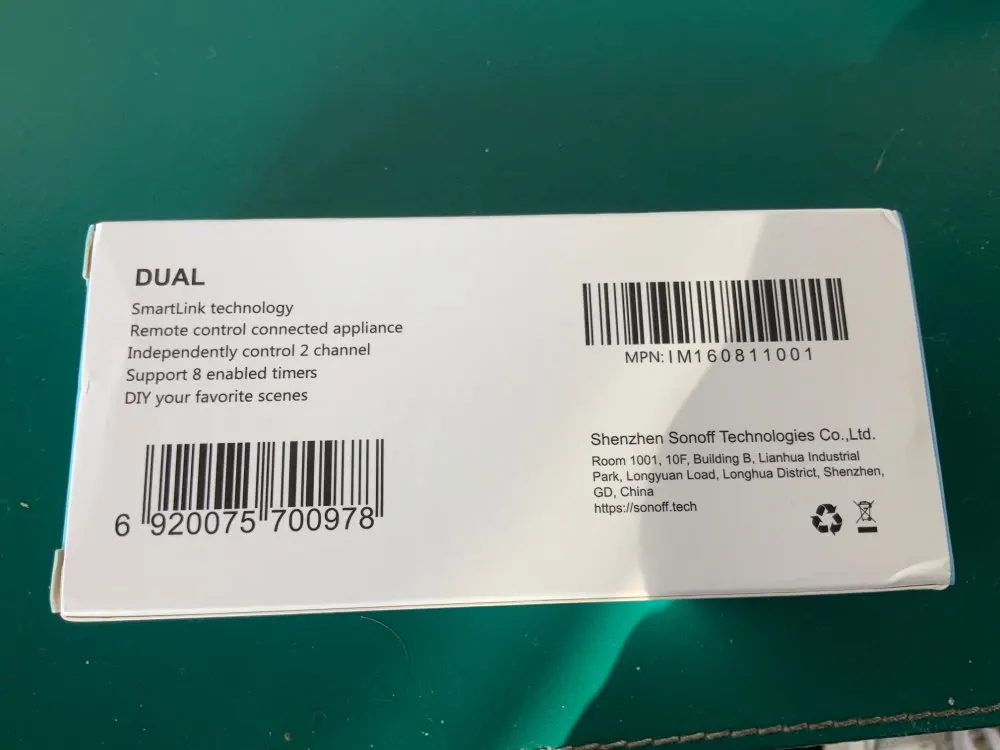 DUAL
SmartLink technology
Remote control connected appliance
Independently control 2 channel
Support 8 enabled timers
DIY your favorite scenes
6 920075 700978
MPN: IM160811001
Shenzhen Sonoff Technologies Co.,Ltd.
Room 1001, 10F, Building B, Lianhua Industrial
Park, Longyuan Load, Longhua District, Shenzhen,
GD, China
https://sonoff.tech